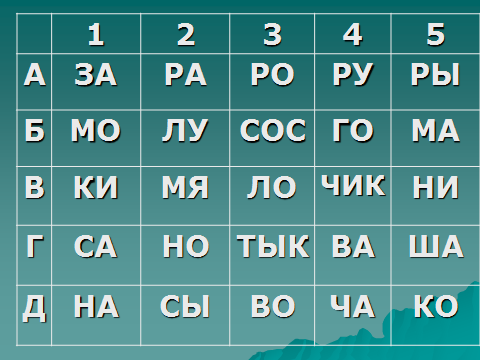 1 2 3 4 5
А ЗА РА РО РУ РЫ
Б МО ЛУ СОС ГО МА
В КИ МЯ ЛО ЧИК НИ
Г СА НО ТЫК ВА ША
Д НА СЫ ВО ЧА КО